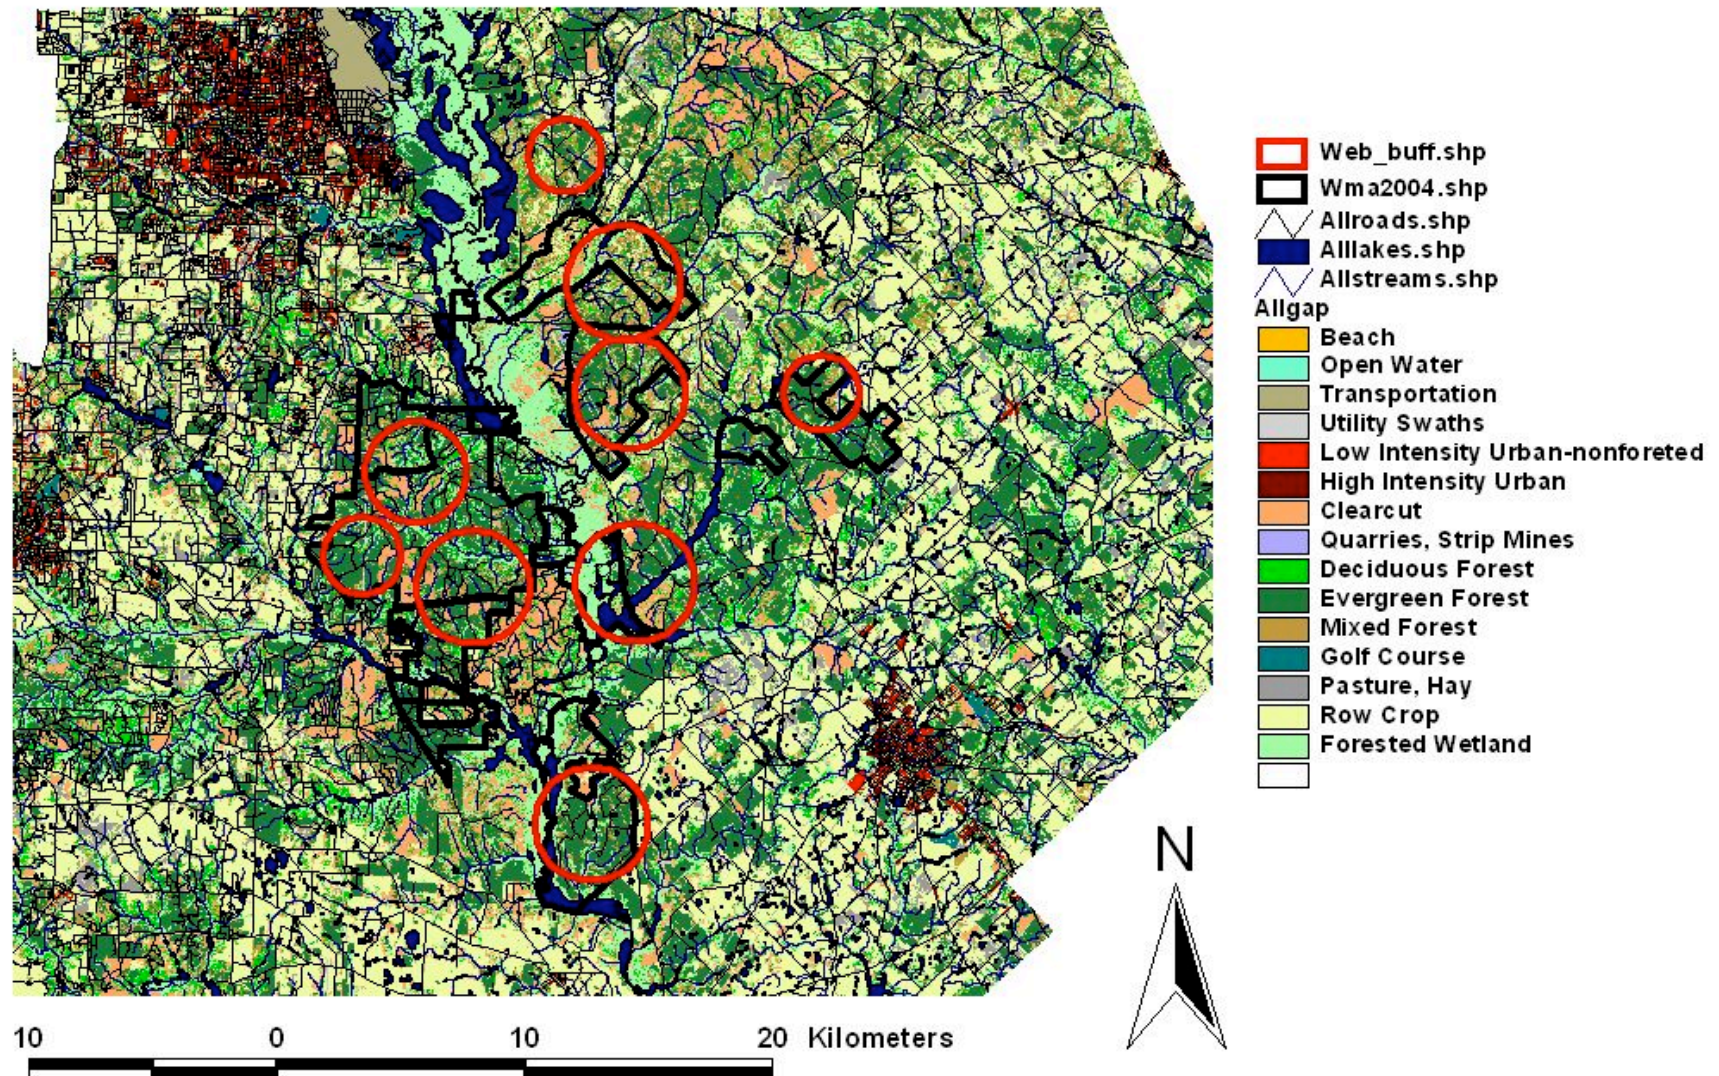 Web_buff.shp
Wma2004.shp
Allroads.shp
Alllakes.shp
Allstreams.shp
Allgap
Beach
Open Water
Transportation
Utility Swaths
Low Intensity Urban-nonforeted
High Intensity Urban
Clearcut
Quarries, Strip Mines
Deciduous Forest
Evergreen Forest
Mixed Forest
Golf Course
Pasture, Hay
Row Crop
Forested Wetland
N
10 0 10 20 Kilometers